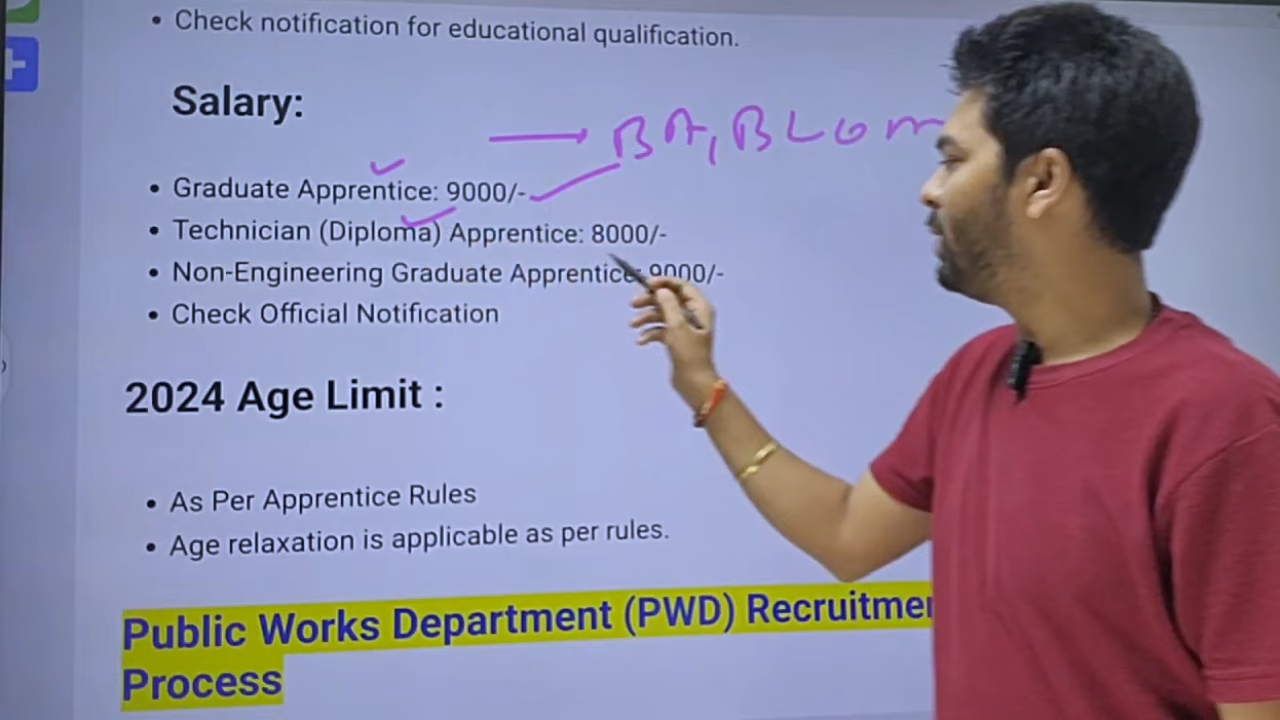 • Check notification for educational qualification.
Salary:
→ BA, BCom
• Graduate Apprentice: 9000/-
• Technician (Diploma) Apprentice: 8000/-
• Non-Engineering Graduate Apprentice: 9000/-
• Check Official Notification
2024 Age Limit :
• As Per Apprentice Rules
• Age relaxation is applicable as per rules.
Public Works Department (PWD)
Process